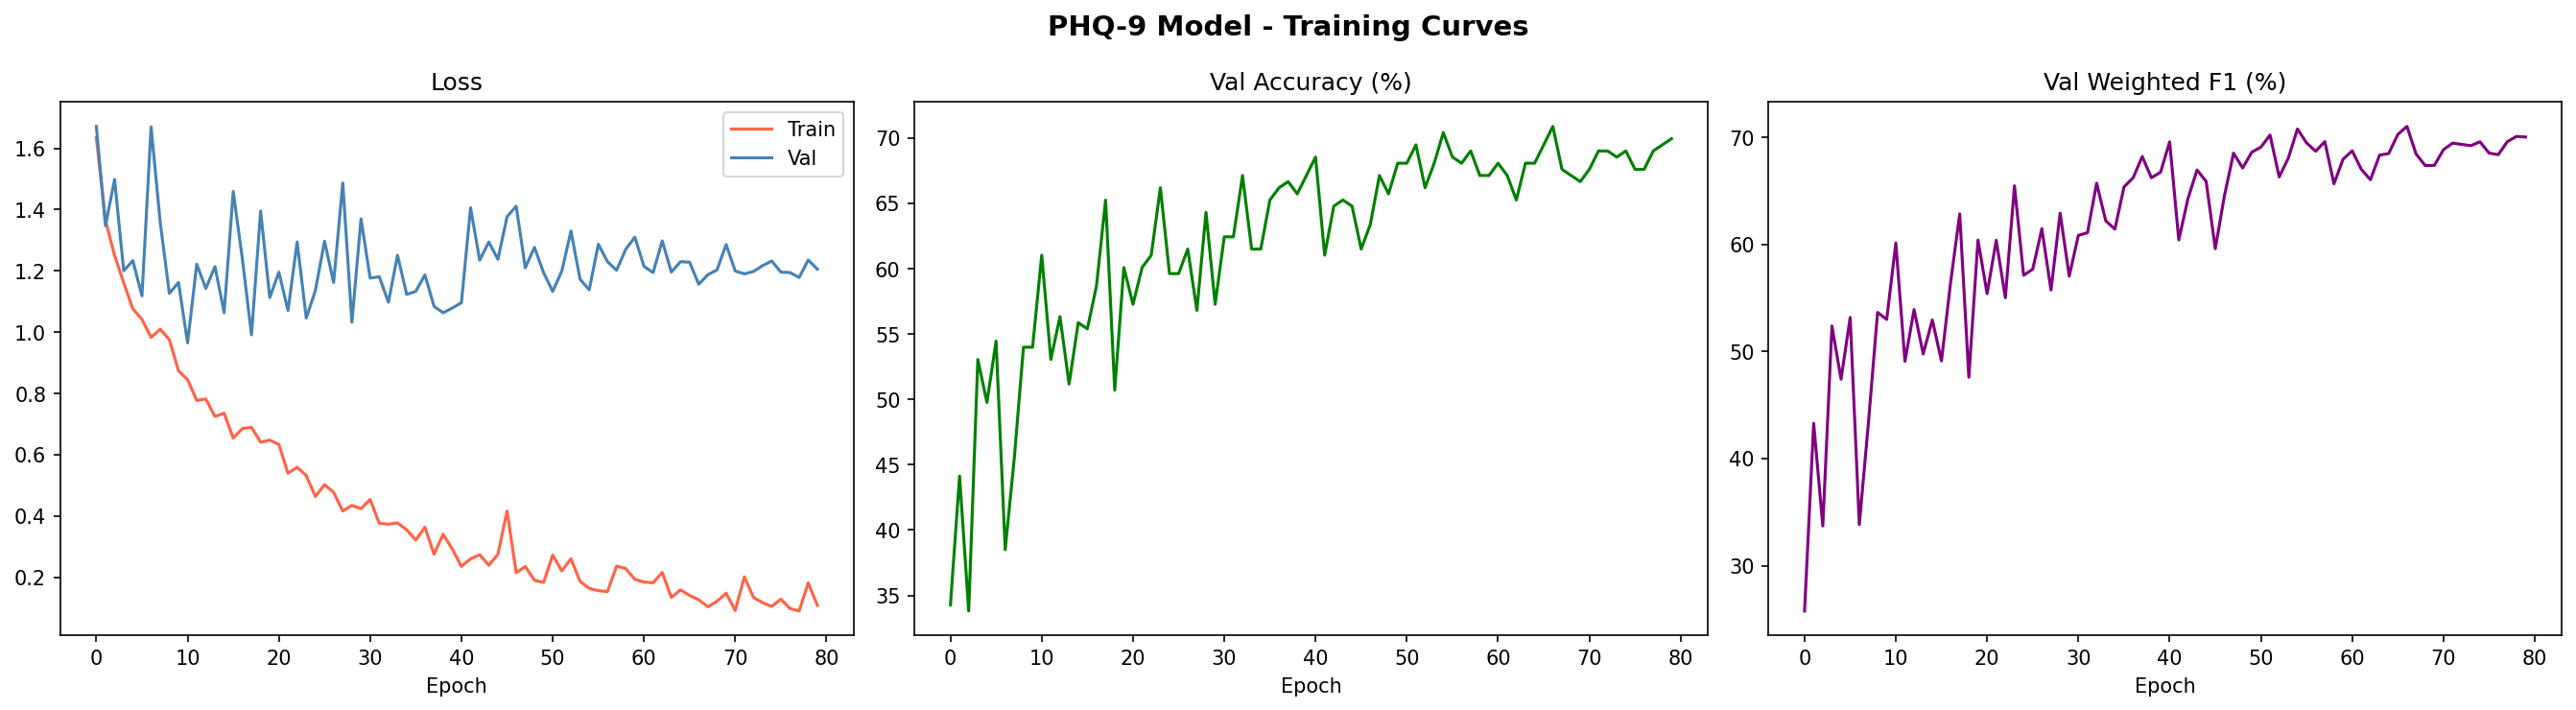 PHQ-9 Model - Training Curves
Loss
Train
Val
1.6
1.4
1.2
1.0
0.8
0.6
0.4
0.2
0 10 20 30 40 50 60 70 80
Epoch
Val Accuracy (%)
70
65
60
55
50
45
40
35
0 10 20 30 40 50 60 70 80
Epoch
Val Weighted F1 (%)
70
60
50
40
30
0 10 20 30 40 50 60 70 80
Epoch